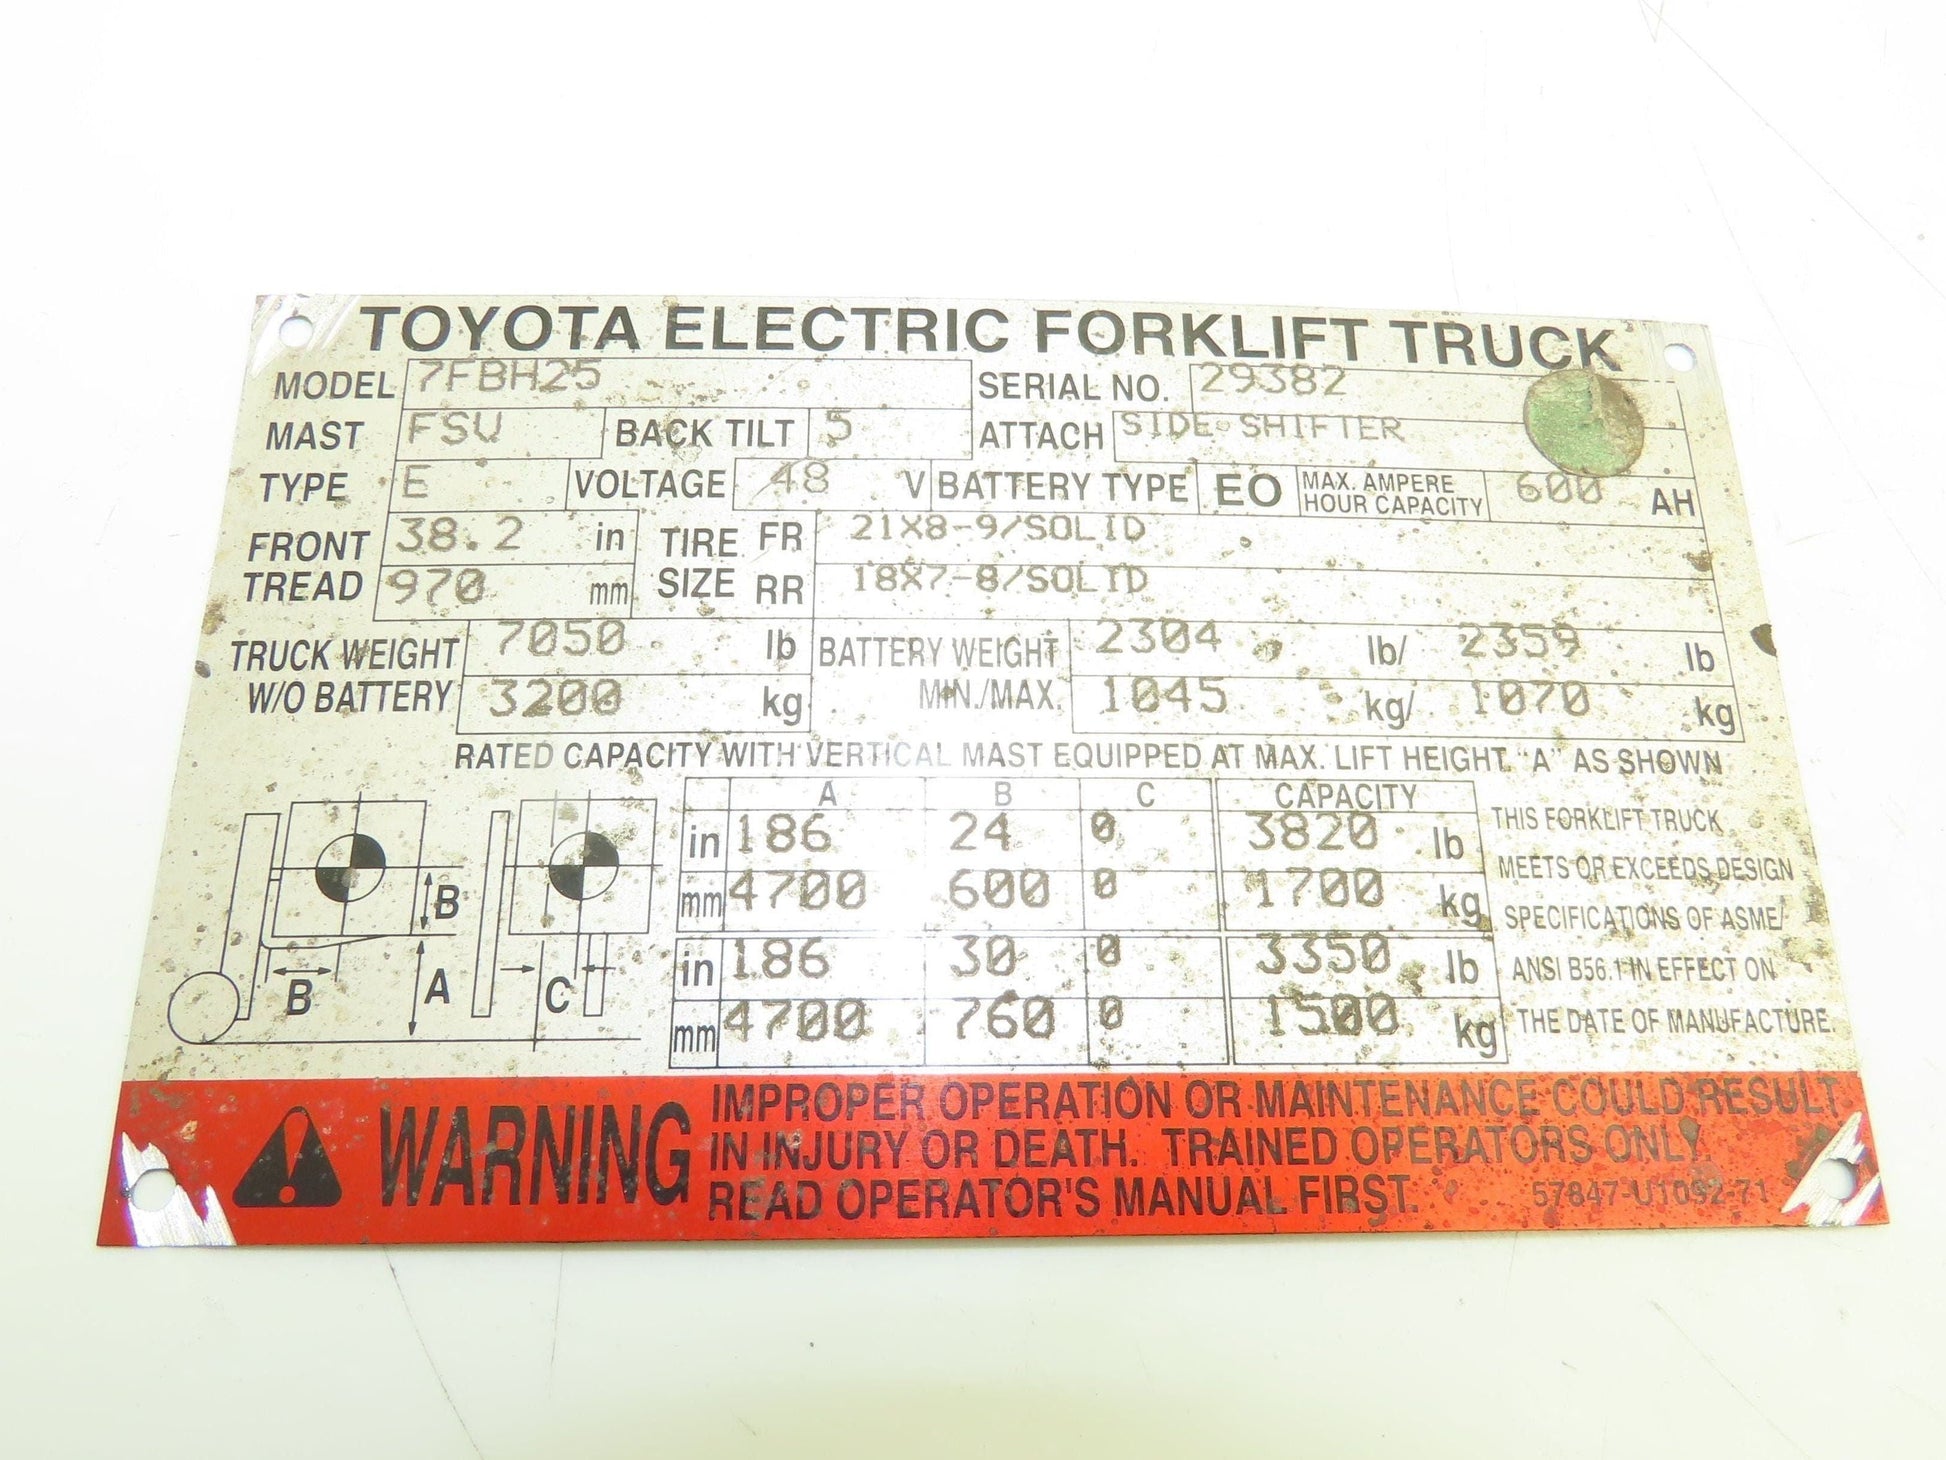 TOYOTA ELECTRIC FORKLIFT TRUCK
MODEL 7FBH25 SERIAL NO. 29382
MAST FSV BACK TILT 5 ATTACH SIDE SHIFTER
TYPE E VOLTAGE 48 V BATTERY TYPE EO MAX. AMPERE HOUR CAPACITY 600 AH
FRONT TREAD 38.2 in TIRE SIZE FR 21X8-9/SOLID
970 mm RR 18X7-8/SOLID
TRUCK WEIGHT W/O BATTERY 7050 lb BATTERY WEIGHT MIN./MAX. 2304 lb/ 2359 lb
3200 kg 1045 kg/ 1070 kg
RATED CAPACITY WITH VERTICAL MAST EQUIPPED AT MAX. LIFT HEIGHT "A" AS SHOWN
A B C CAPACITY
in 186 24 0 3820 lb
mm 4700 600 0 1700 kg
in 186 30 0 3350 lb
mm 4700 760 0 1500 kg
B
B
A
C
THIS FORKLIFT TRUCK
MEETS OR EXCEEDS DESIGN
SPECIFICATIONS OF ASME/
ANSI B56.1 IN EFFECT ON
THE DATE OF MANUFACTURE.
WARNING
IMPROPER OPERATION OR MAINTENANCE COULD RESULT
IN INJURY OR DEATH. TRAINED OPERATORS ONLY.
READ OPERATOR'S MANUAL FIRST. 57847-U1092-71